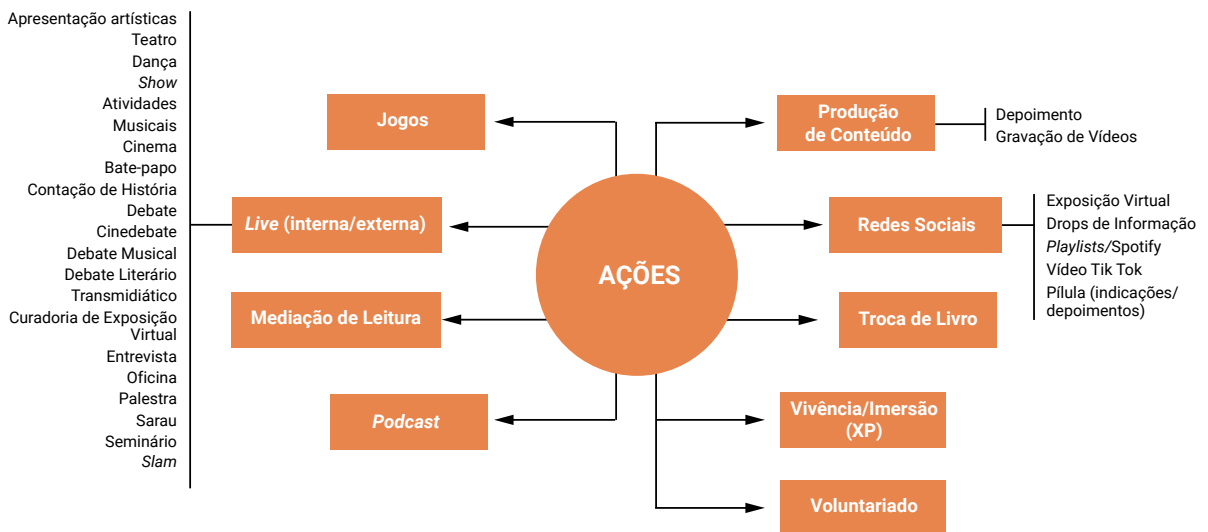 Apresentação artísticas
Teatro
Dança
Show
Atividades
Musicais
Cinema
Bate-papo
Contação de História
Debate
Cinedebate
Debate Musical
Debate Literário
Transmidiático
Curadoria de Exposição
Virtual
Entrevista
Oficina
Palestra
Sarau
Seminário
Slam
Jogos
Live (interna/externa)
Mediação de Leitura
Podcast
AÇÕES
Produção
de Conteúdo
Depoimento
Gravação de Vídeos
Redes Sociais
Exposição Virtual
Drops de Informação
Playlists/Spotify
Vídeo Tik Tok
Pílula (indicações/
depoimentos)
Troca de Livro
Vivência/Imersão
(XP)
Voluntariado